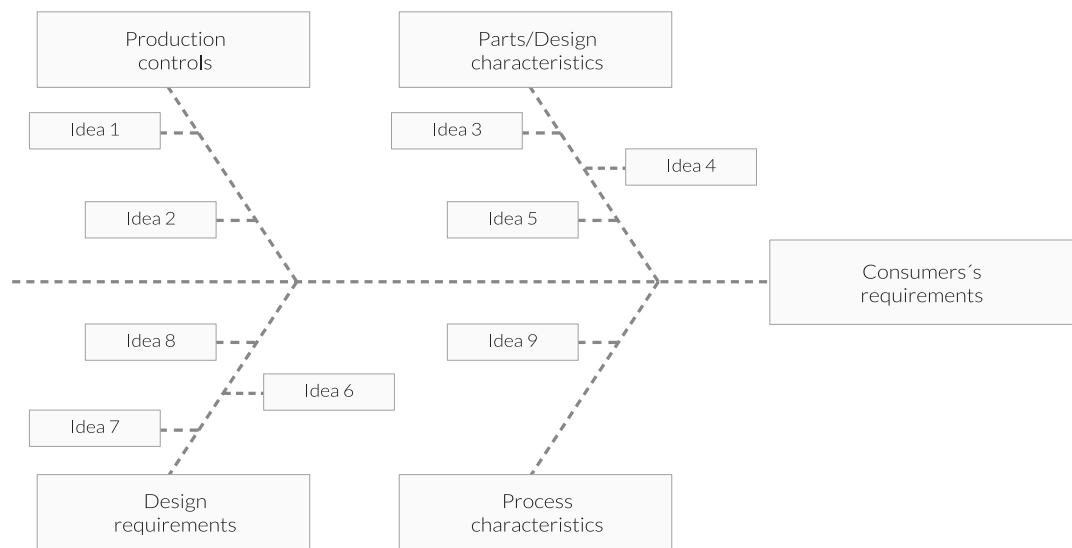 Production
controls
Parts/Design
characteristics
Idea 1
Idea 3
Idea 4
Idea 2
Idea 5
Consumers´s
requirements
Idea 8
Idea 9
Idea 6
Idea 7
Design
requirements
Process
characteristics